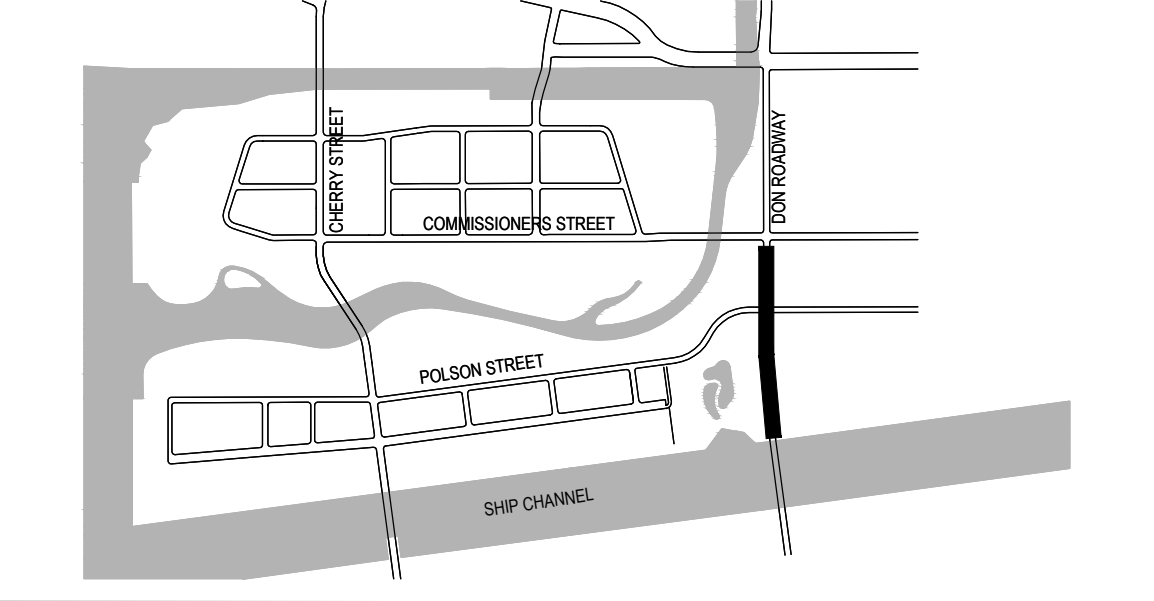 CHERRY STREET
DON ROADWAY
COMMISSIONERS STREET
POLSON STREET
SHIP CHANNEL